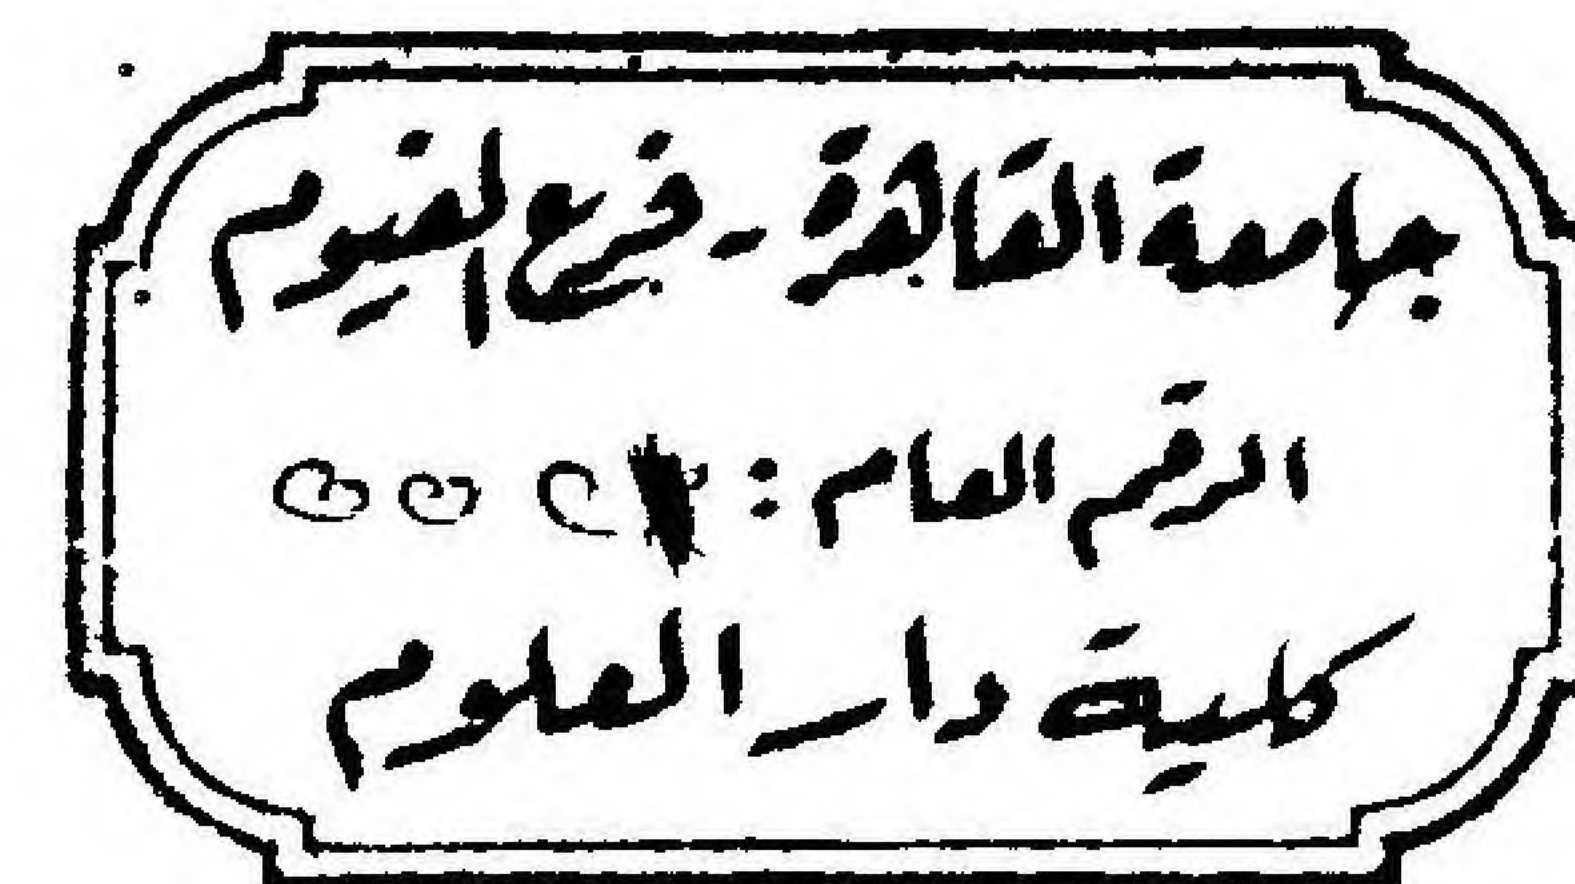 جامعة القاهرة - فرع الفيوم
الرقم العام :
كلية دار العلوم